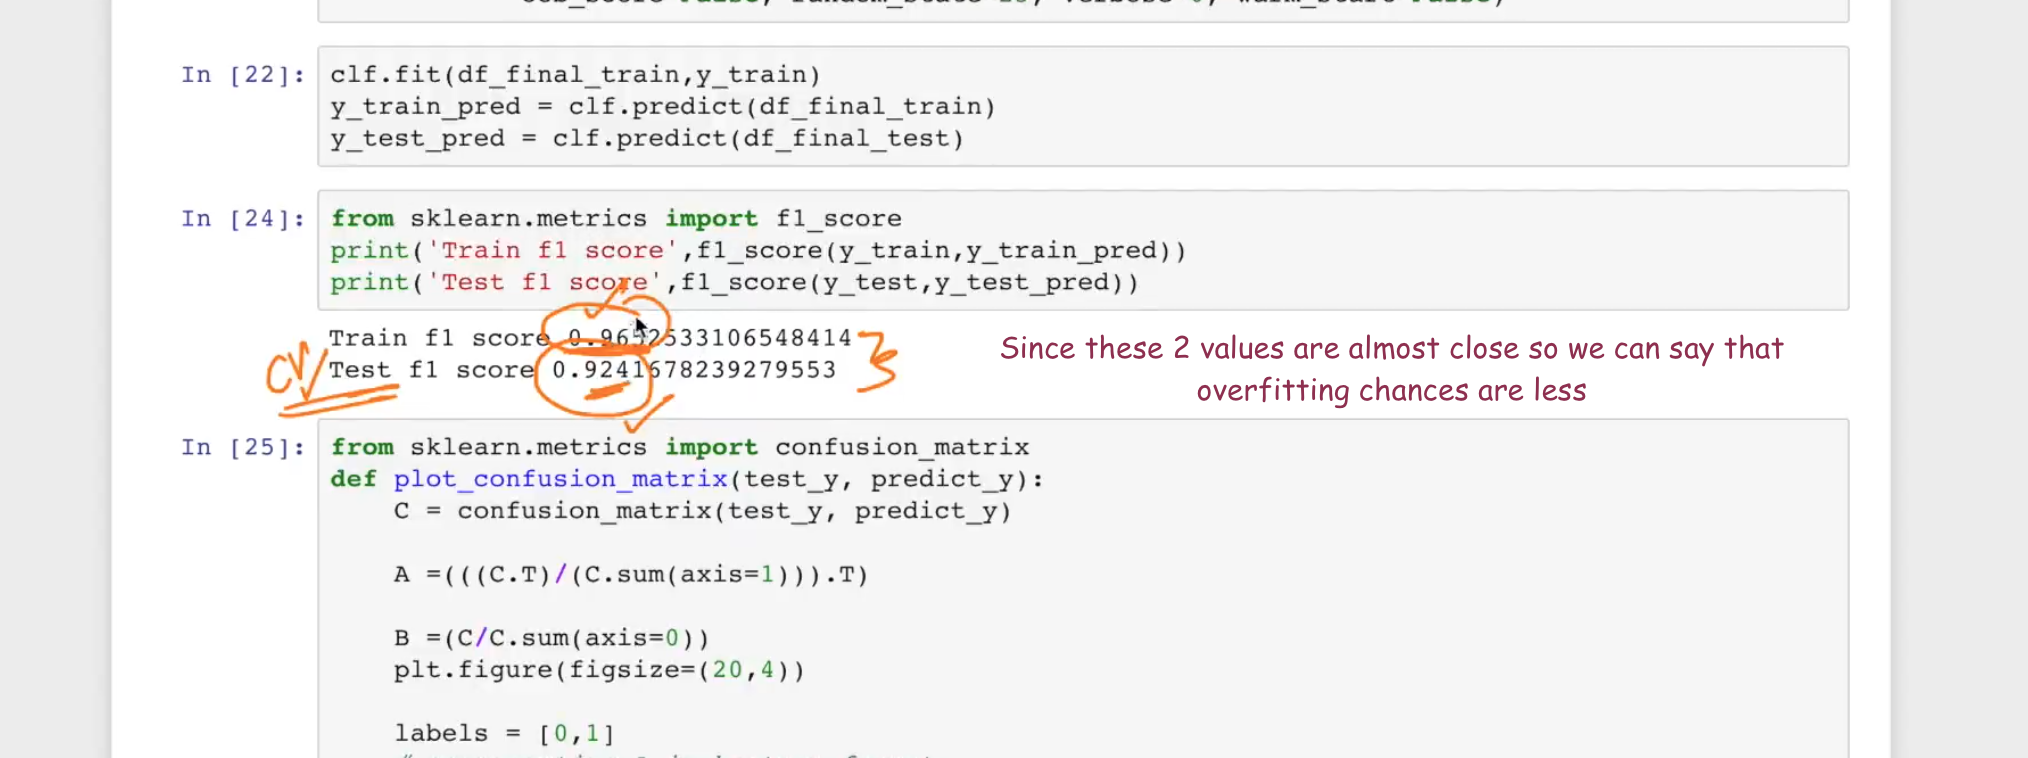 In [22]: clf.fit(df_final_train,y_train)
y_train_pred = clf.predict(df_final_train)
y_test_pred = clf.predict(df_final_test)
In [24]: from sklearn.metrics import f1_score
print('Train f1 score',f1_score(y_train,y_train_pred))
print('Test f1 score',f1_score(y_test,y_test_pred))
Train f1 score 0.9652533106548414
CV/Test f1 score 0.9241678239279553
Since these 2 values are almost close so we can say that
overfitting chances are less
In [25]: from sklearn.metrics import confusion_matrix
def plot_confusion_matrix(test_y, predict_y):
C = confusion_matrix(test_y, predict_y)
A =(((C.T)/(C.sum(axis=1))).T)
B =(C/C.sum(axis=0))
plt.figure(figsize=(20,4))
labels = [0,1]